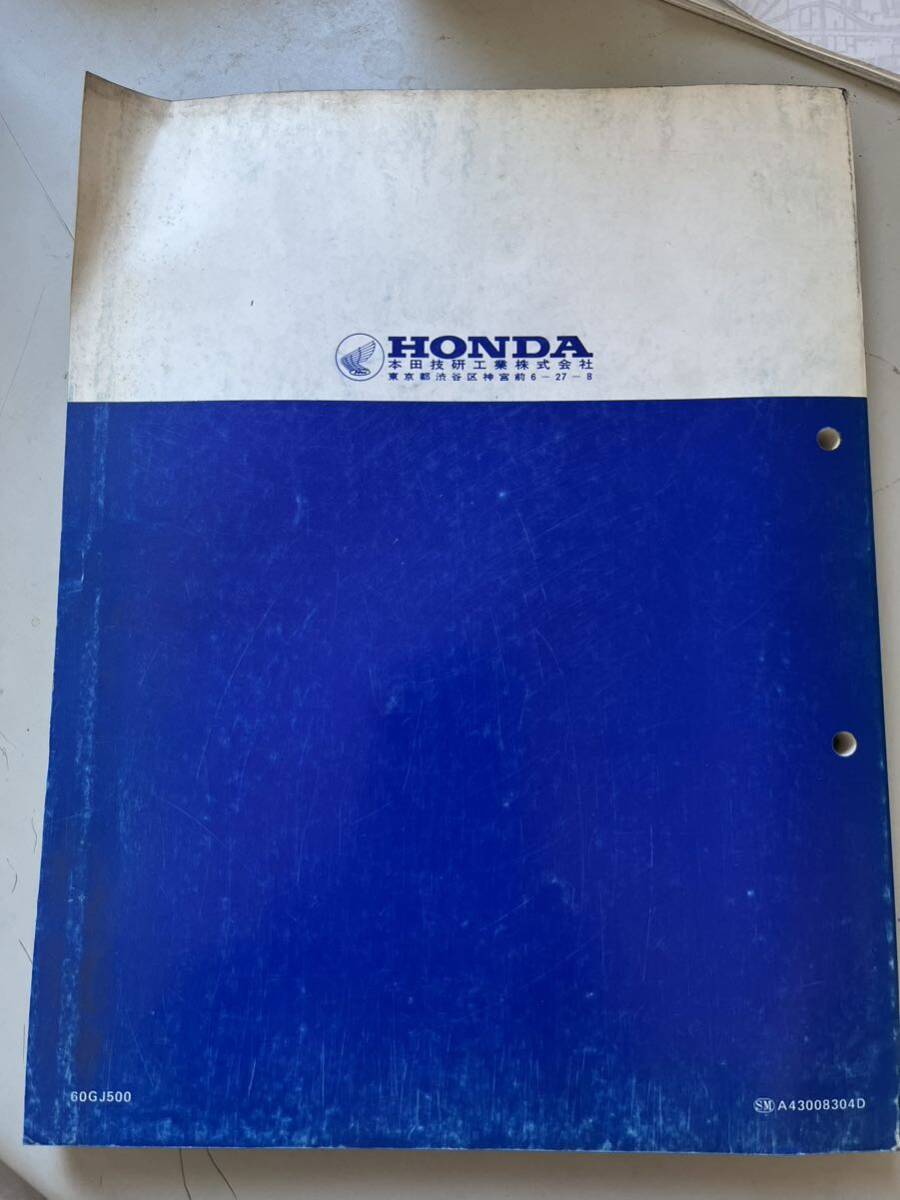 HONDA
本田技研工業株式会社
東京都渋谷区神宮前6-27-8
60GJ500
SM A43008304D